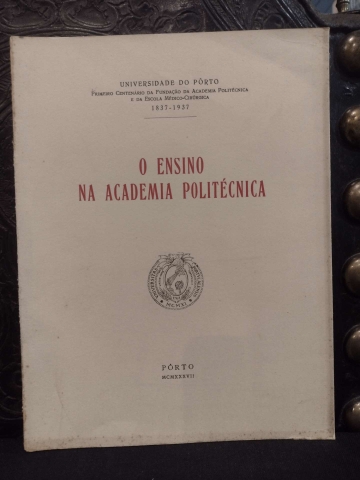 UNIVERSIDADE DO PÔRTO
PRIMEIRO CENTENÁRIO DA FUNDAÇÃO DA ACADEMIA POLITÉCNICA
E DA ESCOLA MÉDICO-CIRÚRGICA
1837-1937
O ENSINO
NA ACADEMIA POLITÉCNICA
PÔRTO
MCMXXXVII